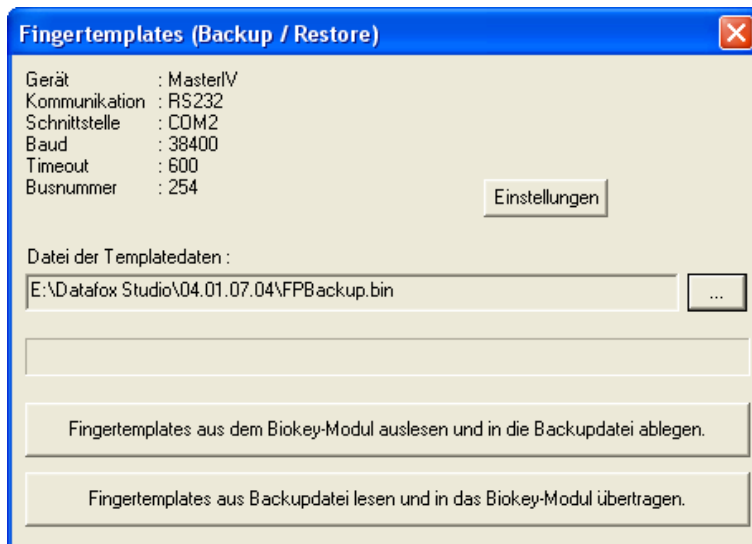 Fingertemplates (Backup / Restore)
Gerät : MasterIV
Kommunikation : RS232
Schnittstelle : COM2
Baud : 38400
Timeout : 600
Busnummer : 254
Einstellungen
Datei der Templatedaten :
E:\Datafox Studio\04.01.07.04\FPBackup.bin
...
Fingertemplates aus dem Biokey-Modul auslesen und in die Backupdatei ablegen.
Fingertemplates aus Backupdatei lesen und in das Biokey-Modul übertragen.